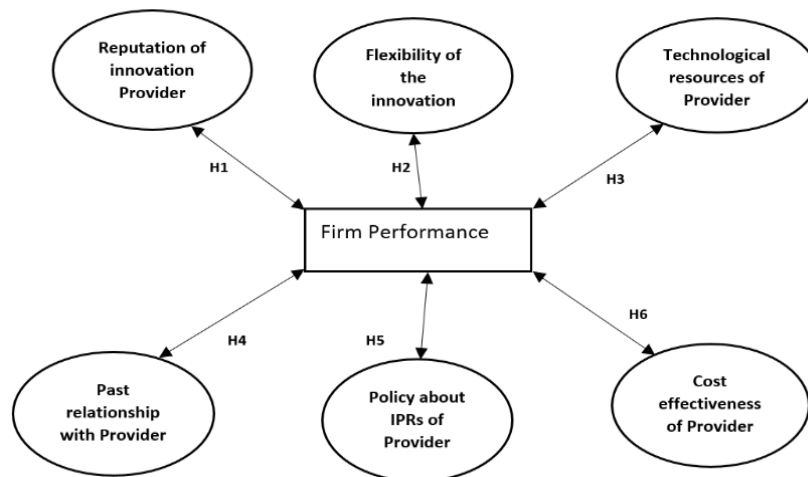 Reputation of
innovation
Provider
Flexibility of
the
innovation
Technological
resources of
Provider
H1
H2
H3
Firm Performance
H4
H5
H6
Past
relationship
with Provider
Policy about
IPRs of
Provider
Cost
effectiveness
of Provider